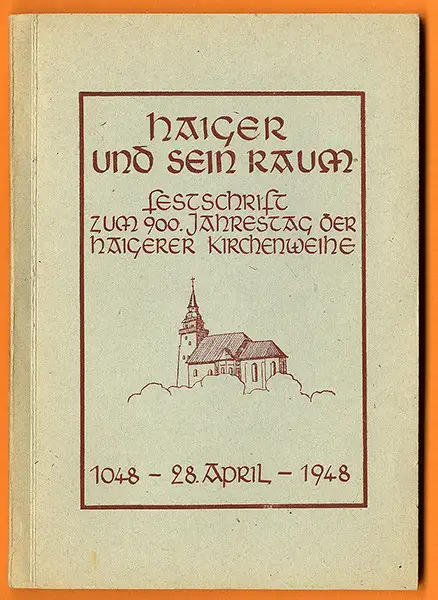 HAIGER
UND SEIN RAUM
FESTSCHRIFT
ZUM 900. JAHRESTAG DER
HAIGERER KIRCHENWEIHE
1048 – 28. APRIL – 1948